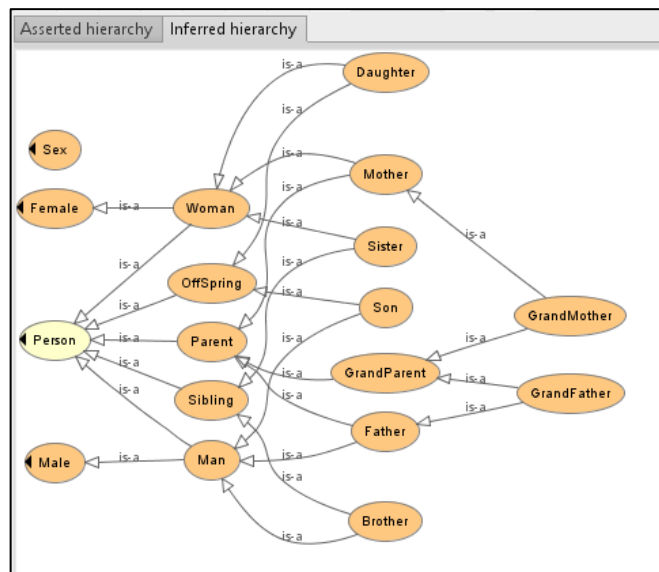 Asserted hierarchy Inferred hierarchy
is-a Daughter
Sex
is-a
is-a Mother
Female is-a Woman
is-a
is-a Sister
is-a
is-a
is-a OffSpring
is-a
is-a Son
GrandMother
Person is-a Parent
is-a
is-a
is-a GrandParent
is-a
is-a Sibling
is-a GrandFather
is-a
is-a
is-a Father
Male is-a Man
is-a
is-a
Brother
is-a